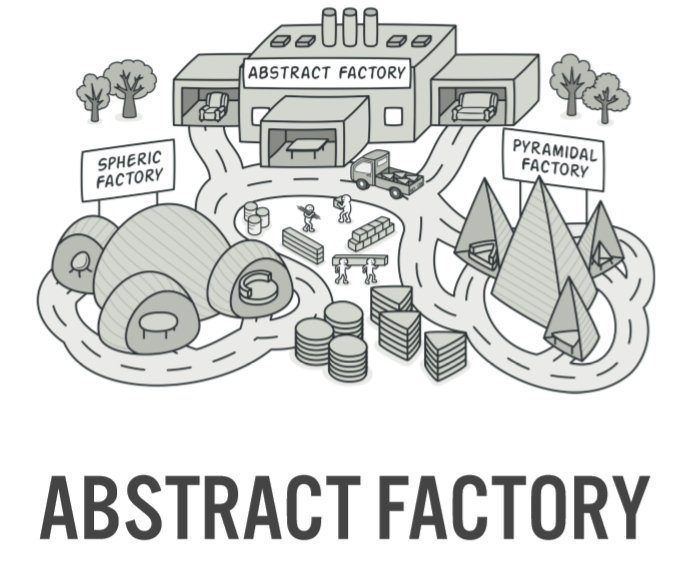 ABSTRACT FACTORY
SPHERIC
FACTORY
PYRAMIDAL
FACTORY
ABSTRACT FACTORY